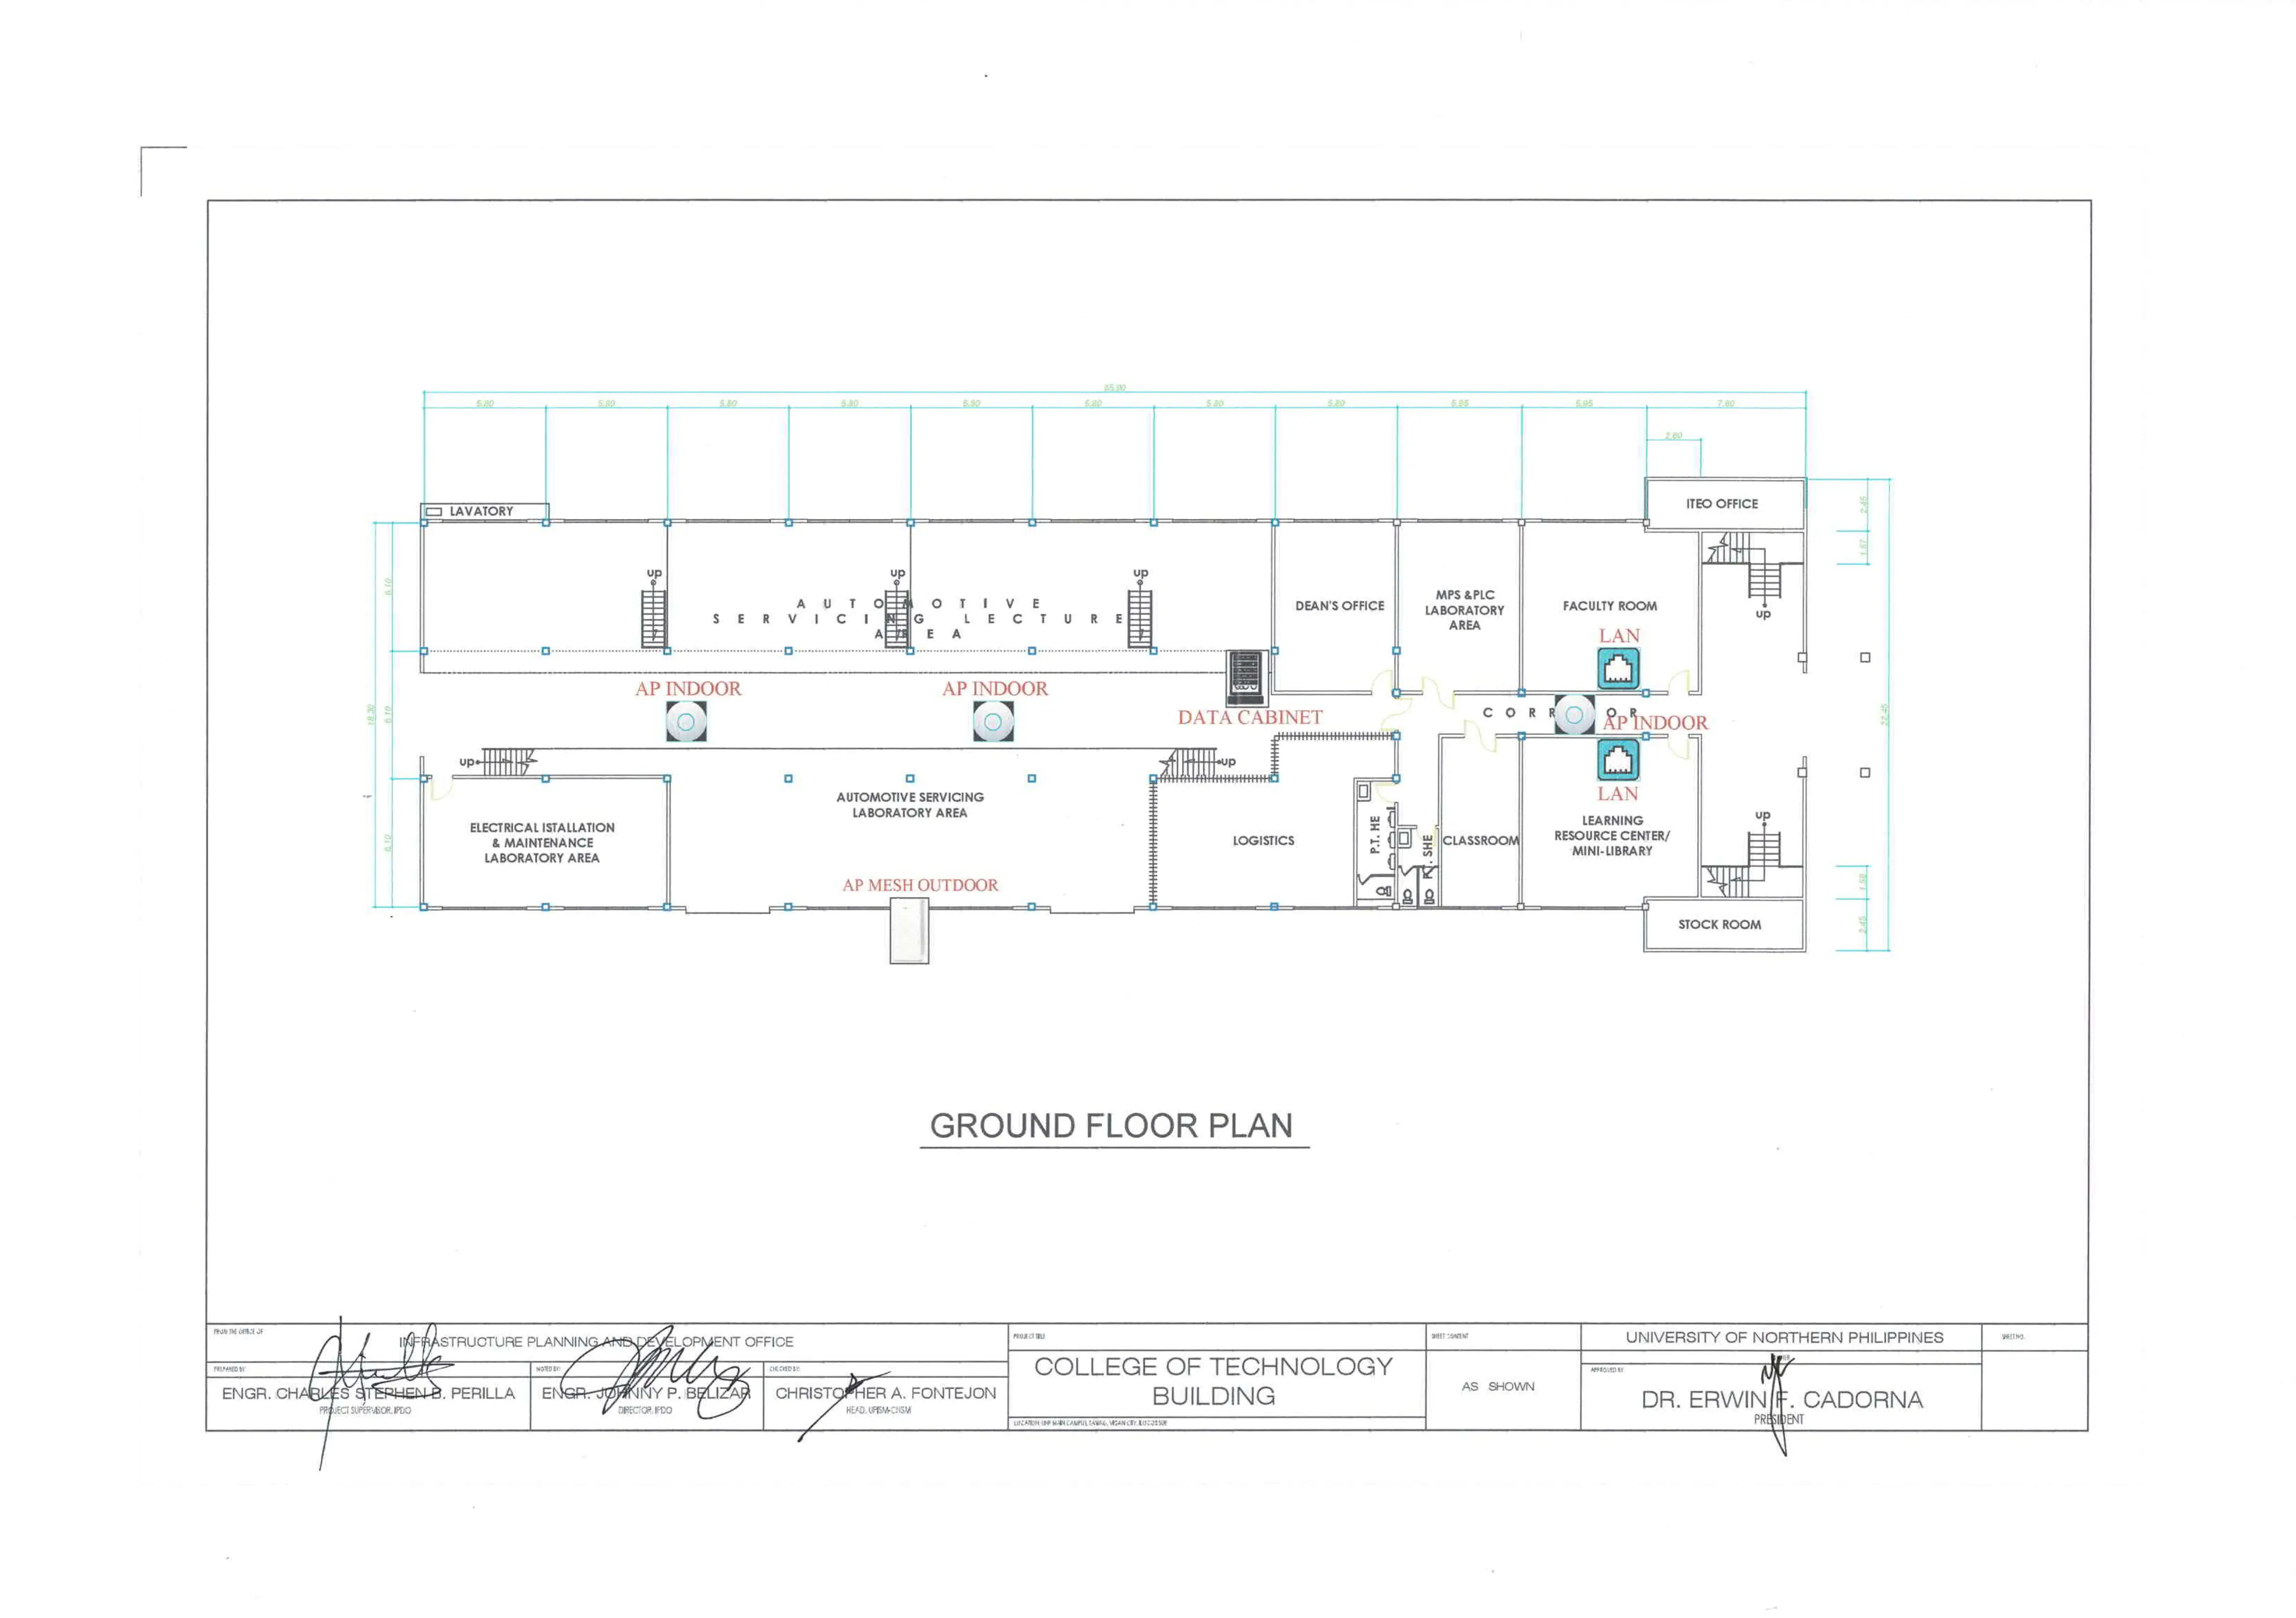 65.80
5.80 5.80 5.80 5.80 5.80 5.80 5.80 5.80 5.95 5.95 7.60
2.60
LAVATORY
ITEO OFFICE
2.45
1.57
up
up
up
up
6.10
AUTOMOTIVE
SERVICING LECTURE
AREA
DEAN'S OFFICE
MPS &PLC
LABORATORY
AREA
FACULTY ROOM
LAN
AP INDOOR
AP INDOOR
DATA CABINET
CORRIDOR
AP INDOOR
18.30
6.10
22.45
up
up
LAN
AUTOMOTIVE SERVICING
LABORATORY AREA
ELECTRICAL ISTALLATION
& MAINTENANCE
LABORATORY AREA
6.10
LOGISTICS
P.T. HE
SHE
CLASSROOM
LEARNING
RESOURCE CENTER/
MINI-LIBRARY
up
AP MESH OUTDOOR
STOCK ROOM
2.45
GROUND FLOOR PLAN
FROM THE OFFICE OF
INFRASTRUCTURE PLANNING AND DEVELOPMENT OFFICE
PREPARED BY:
ENGR. CHARLES STEPHEN B. PERILLA
PROJECT SUPERVISOR, IPDO
NOTED BY:
ENGR. JOHNNY P. BELIZAR
DIRECTOR, IPDO
CHECKED BY:
CHRISTOPHER A. FONTEJON
HEAD, UPISM-CIIGM
PROJECT TITLE
COLLEGE OF TECHNOLOGY
BUILDING
LOCATION: UNP MAIN CAMPUS, TAMAG, VIGAN CITY, ILOCOS SUR
SHEET CONTENT
AS SHOWN
UNIVERSITY OF NORTHERN PHILIPPINES
APPROVED BY
DR. ERWIN F. CADORNA
PRESIDENT
SHEET NO.